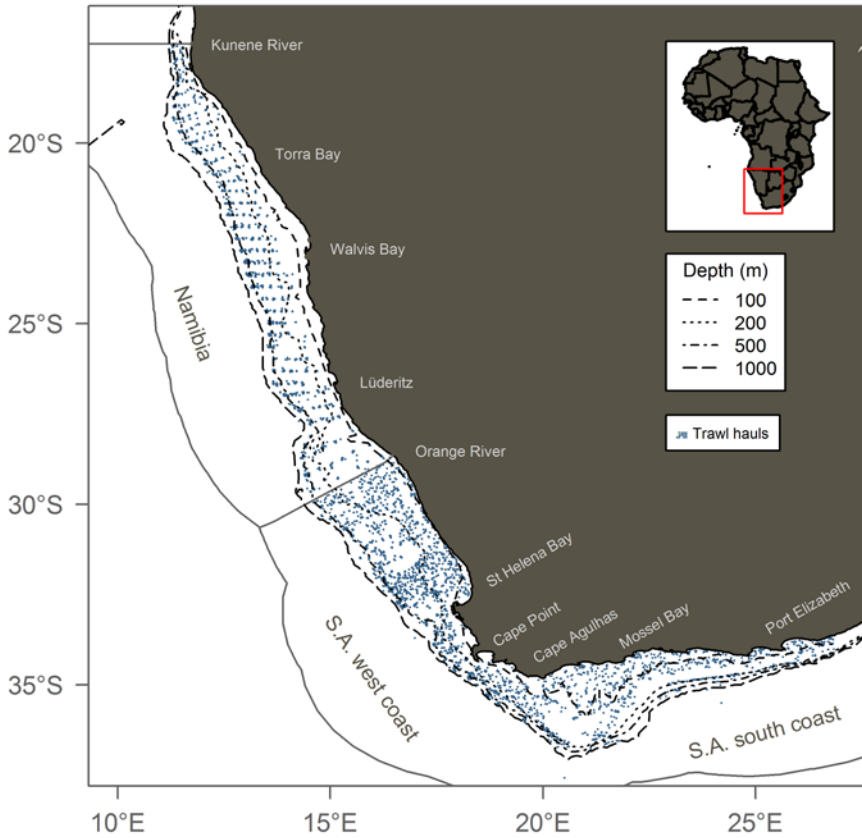 Kunene River
20°S
Torra Bay
Walvis Bay
Depth (m)
100
200
500
1000
25°S
Namibia
Lüderitz
Trawl hauls
Orange River
30°S
St Helena Bay
Cape Point
Cape Agulhas
Mossel Bay
Port Elizabeth
35°S
S.A. west coast
S.A. south coast
10°E
15°E
20°E
25°E